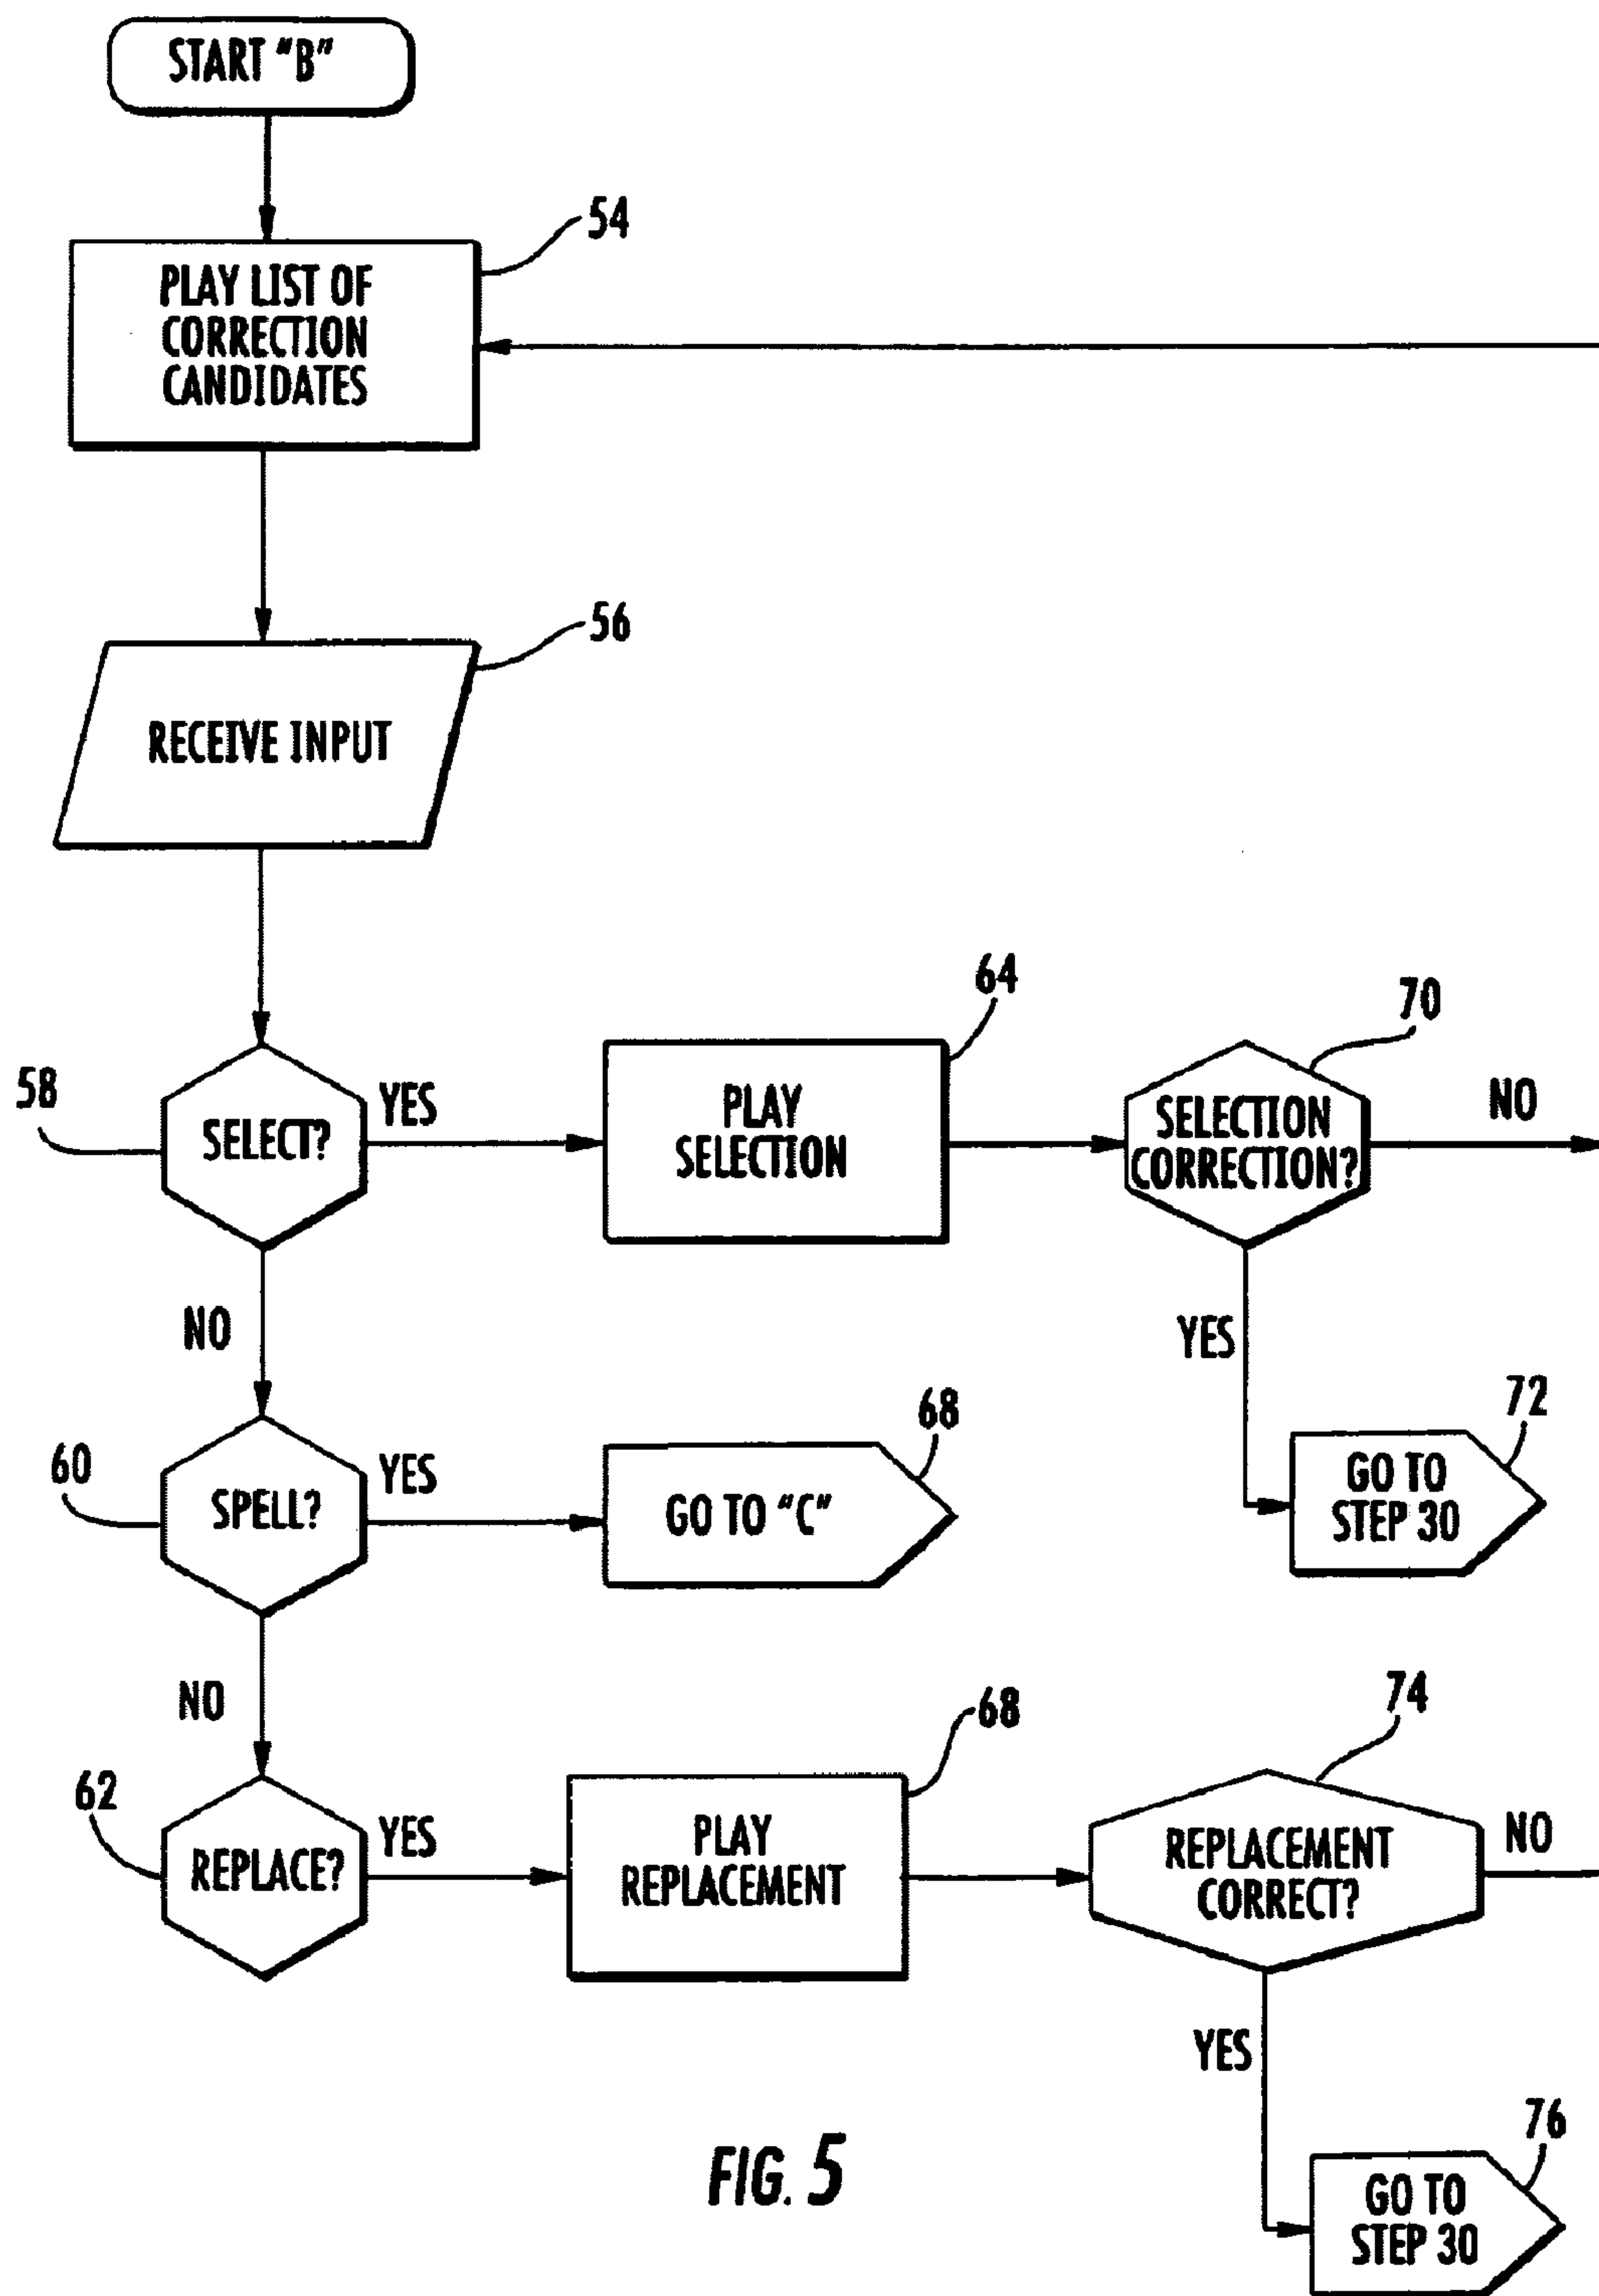 START "B"
54
PLAY LIST OF
CORRECTION
CANDIDATES
56
RECEIVE INPUT
58
SELECT?
YES
64
PLAY
SELECTION
70
SELECTION
CORRECTION?
NO
NO
YES
72
GO TO
STEP 30
60
SPELL?
YES
68
GO TO "C"
NO
62
REPLACE?
YES
68
PLAY
REPLACEMENT
74
REPLACEMENT
CORRECT?
NO
YES
76
GO TO
STEP 30
FIG. 5